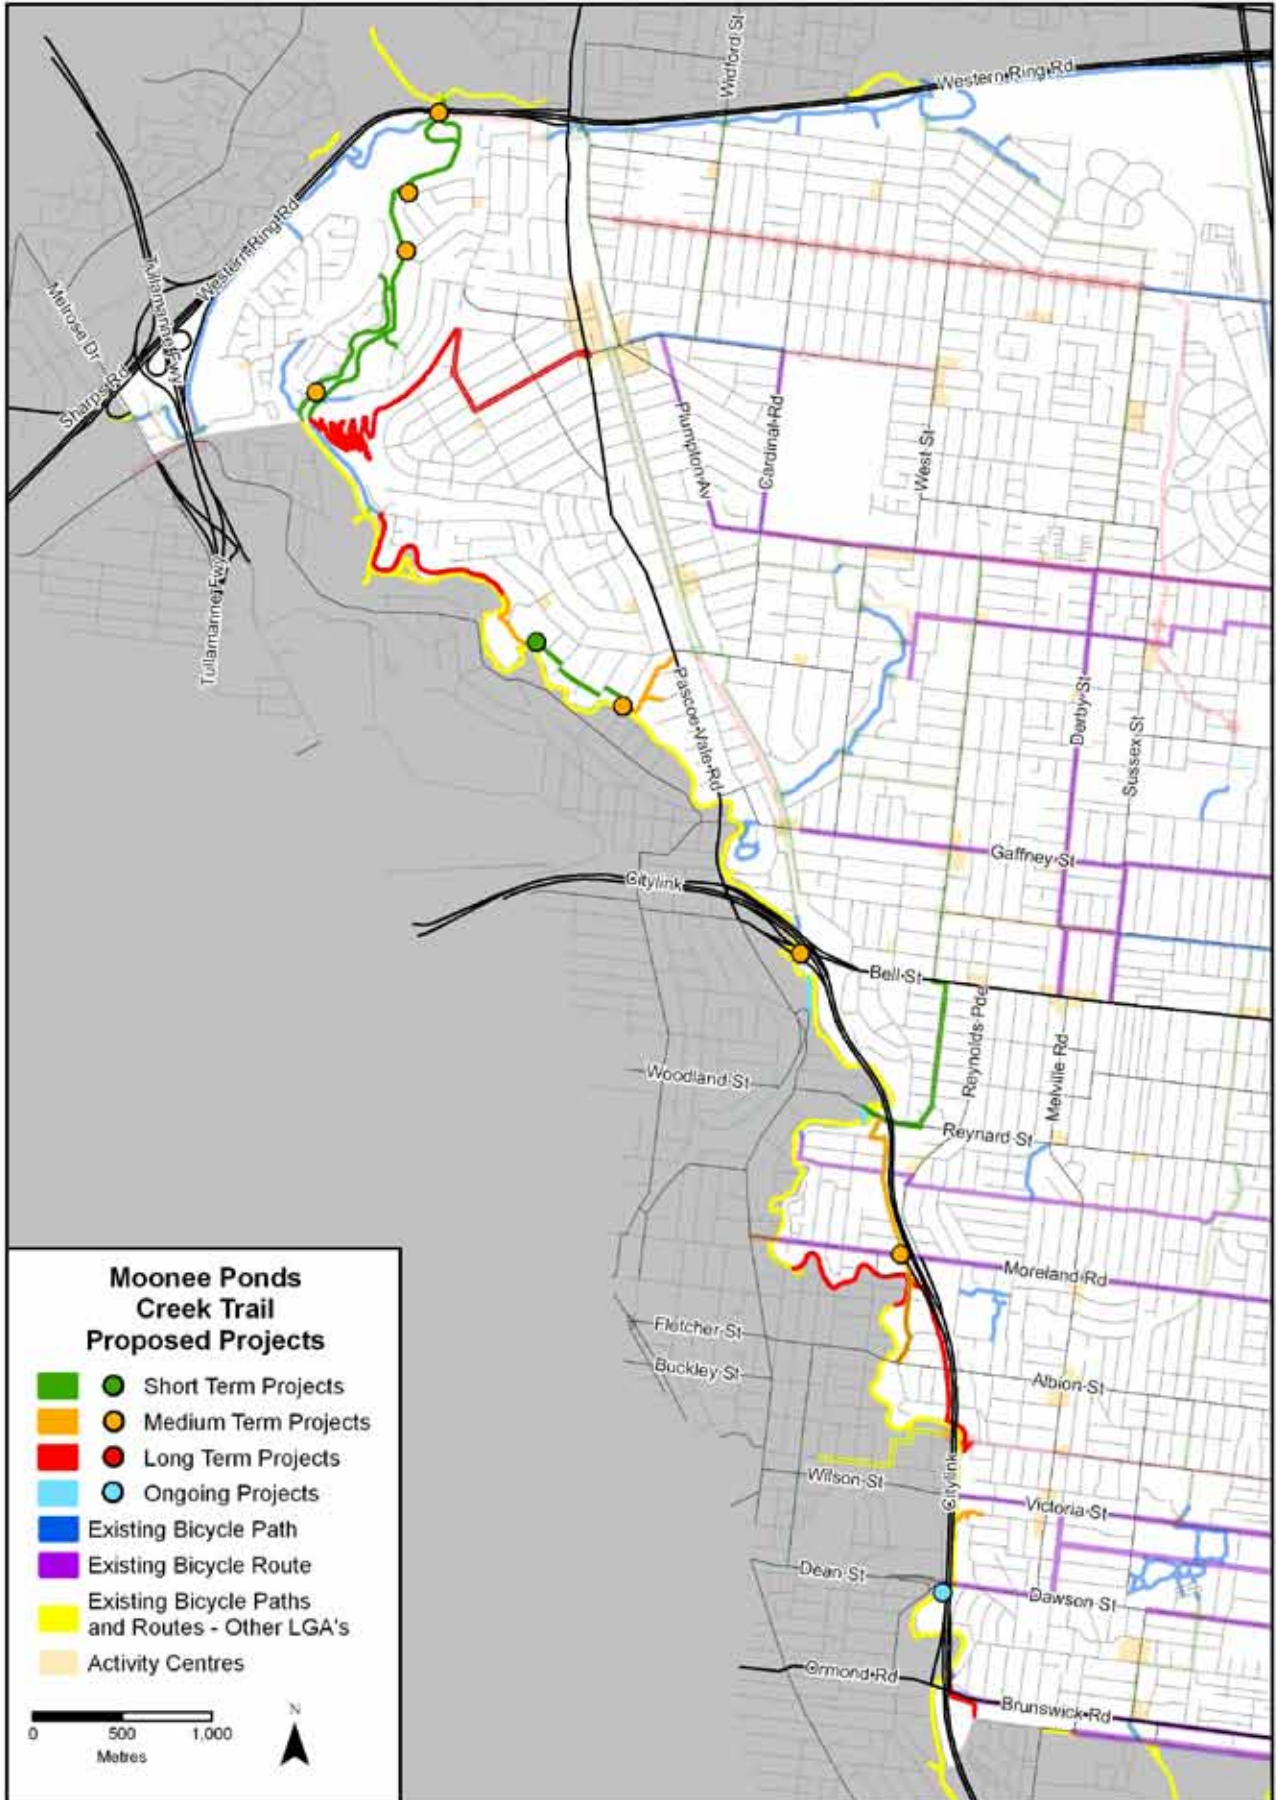 Widford St
Western Ring Rd
Western Ring Rd
Tullamarine Fwy
Melrose Dr
Sharps Rd
Tullamarine Fwy
Plumpton Av
Cardinal Rd
West St
Pascoe Vale Rd
Derby St
Sussex St
Gaffney St
Citylink
Bell St
Reynolds Pde
Melville Rd
Woodland St
Reynard St
Moreland Rd
Fletcher St
Buckley St
Albion St
Wilson St
Citylink
Victoria St
Dean St
Dawson St
Ormond Rd
Brunswick Rd
Moonee Ponds
Creek Trail
Proposed Projects
Short Term Projects
Medium Term Projects
Long Term Projects
Ongoing Projects
Existing Bicycle Path
Existing Bicycle Route
Existing Bicycle Paths
and Routes - Other LGA's
Activity Centres
0 500 1,000
Metres
N